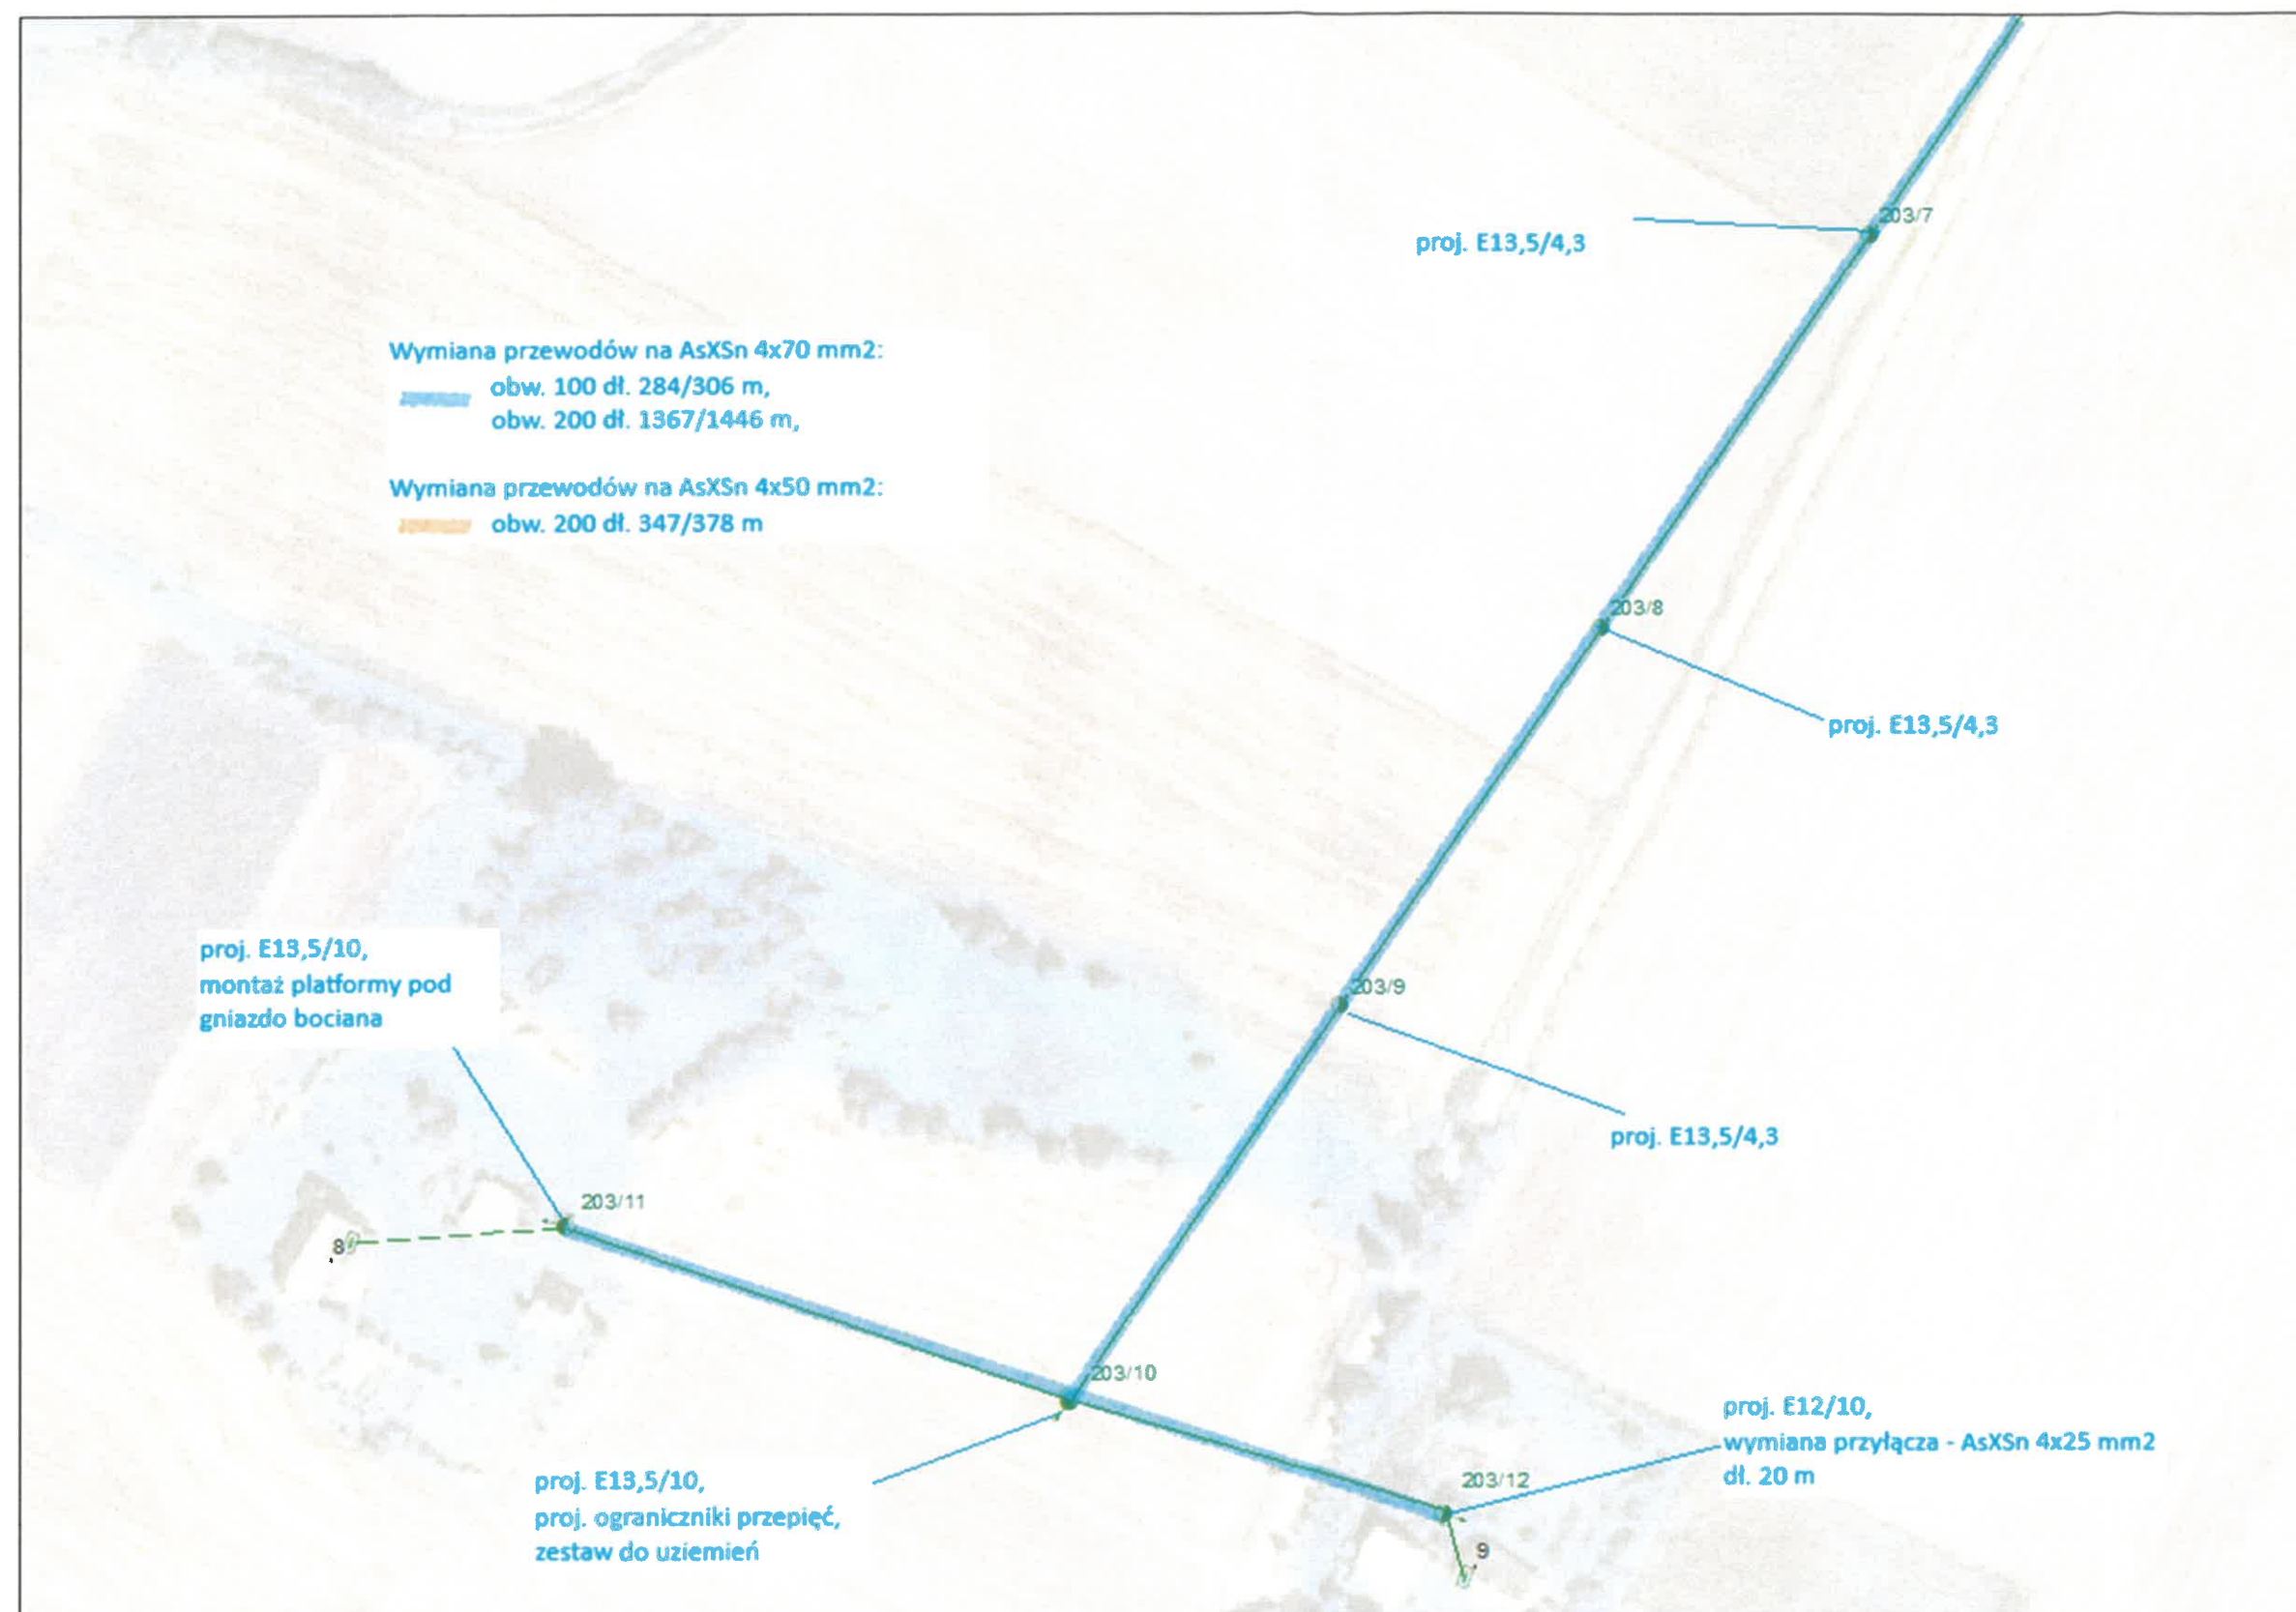 203/7
proj. E13,5/4,3
Wymiana przewodów na AsXSn 4x70 mm2:
obw. 100 dł. 284/306 m,
obw. 200 dł. 1367/1446 m,
Wymiana przewodów na AsXSn 4x50 mm2:
obw. 200 dł. 347/378 m
203/8
proj. E13,5/4,3
proj. E13,5/10,
montaż platformy pod
gniazdo bociana
203/9
proj. E13,5/4,3
203/11
8
203/10
proj. E12/10,
wymiana przyłącza - AsXSn 4x25 mm2
dł. 20 m
203/12
proj. E13,5/10,
proj. ograniczniki przepięć,
zestaw do uziemień
9